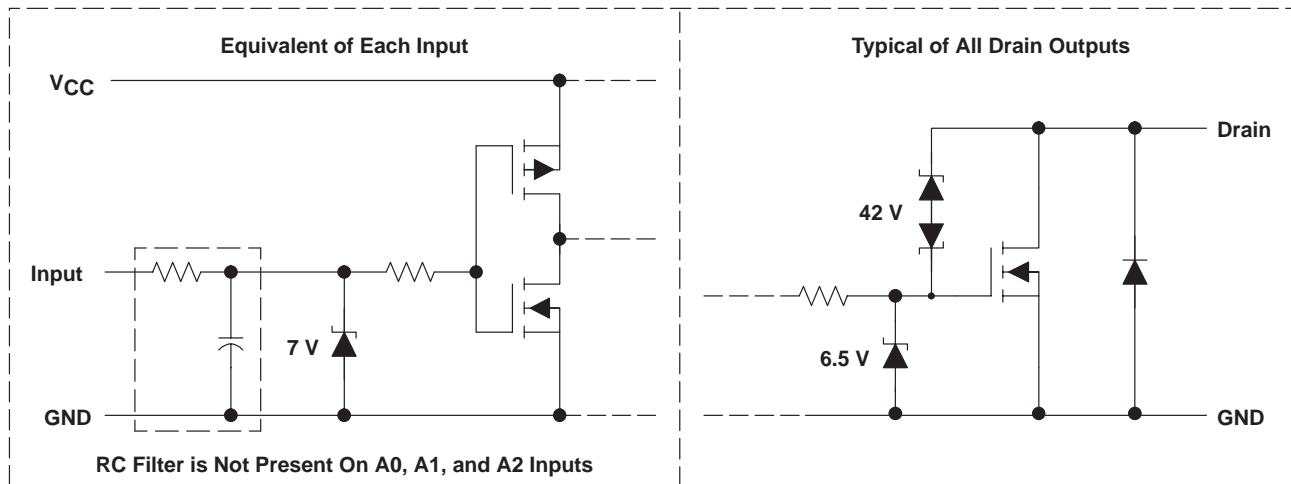 Equivalent of Each Input
VCC
Input
7 V
GND
RC Filter is Not Present On A0, A1, and A2 Inputs
Typical of All Drain Outputs
Drain
42 V
6.5 V
GND